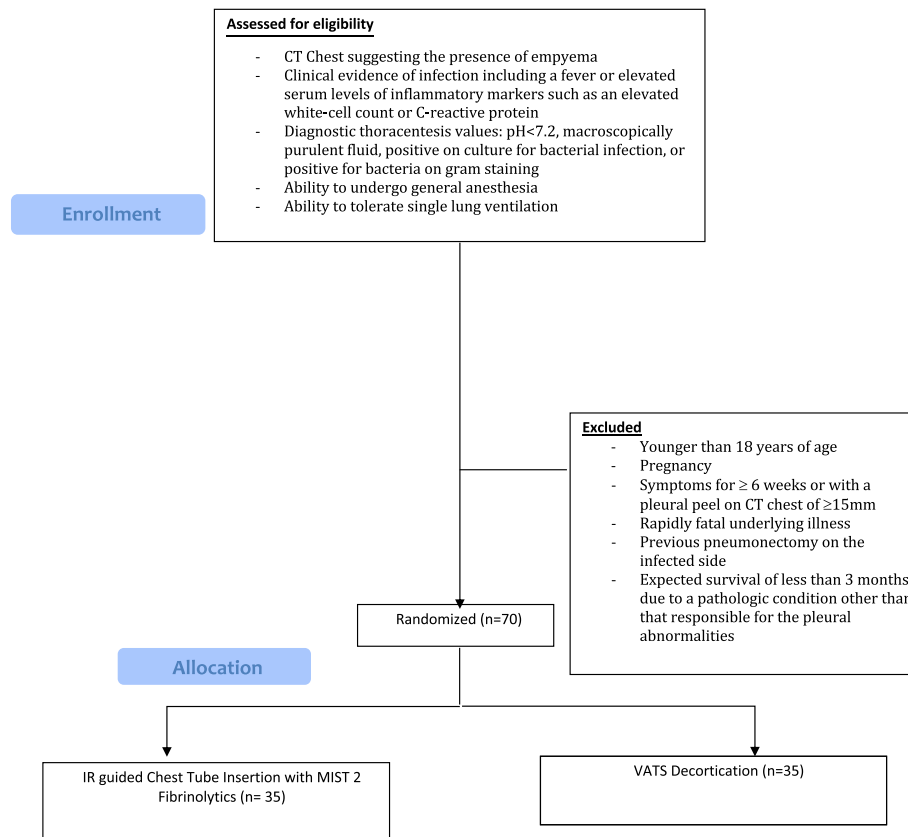 Assessed for eligibility
- CT Chest suggesting the presence of empyema
- Clinical evidence of infection including a fever or elevated
serum levels of inflammatory markers such as an elevated
white-cell count or C-reactive protein
- Diagnostic thoracentesis values: pH<7.2, macroscopically
purulent fluid, positive on culture for bacterial infection, or
positive for bacteria on gram staining
- Ability to undergo general anesthesia
- Ability to tolerate single lung ventilation
Enrollment
Excluded
- Younger than 18 years of age
- Pregnancy
- Symptoms for ≥ 6 weeks or with a
pleural peel on CT chest of ≥15mm
- Rapidly fatal underlying illness
- Previous pneumonectomy on the
infected side
- Expected survival of less than 3 months
due to a pathologic condition other than
that responsible for the pleural
abnormalities
Randomized (n=70)
Allocation
IR guided Chest Tube Insertion with MIST 2
Fibrinolytics (n= 35)
VATS Decortication (n=35)